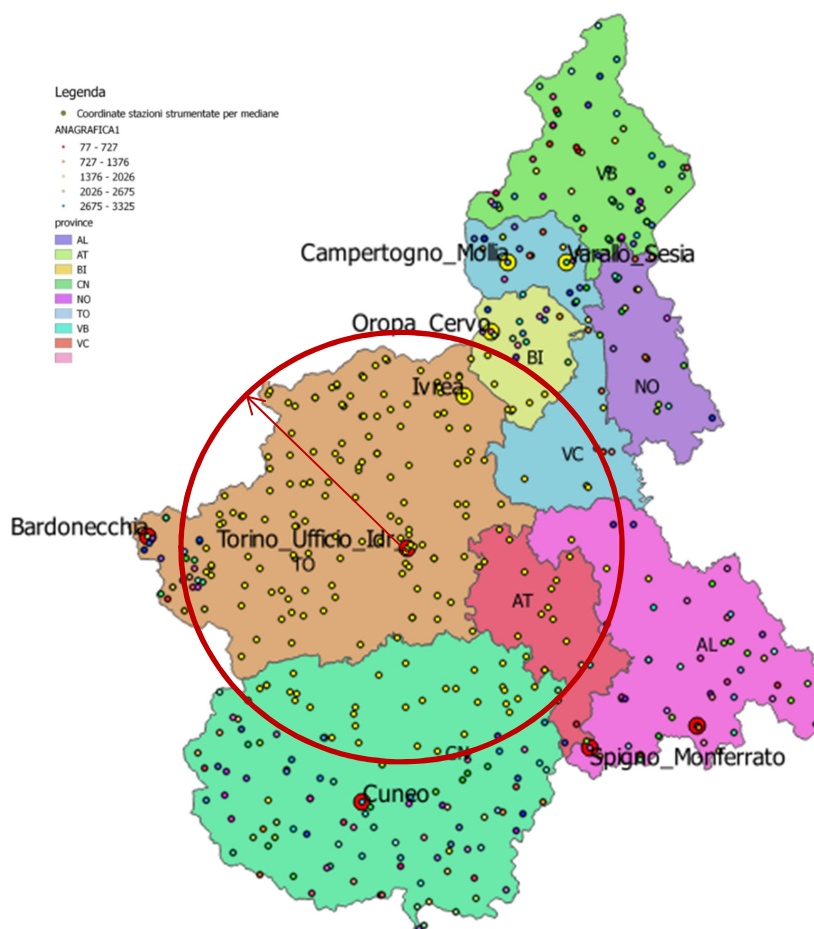 Legenda
Coordinate stazioni strumentate per mediane
ANAGRAFICA1
77 - 727
727 - 1376
1376 - 2026
2026 - 2675
2675 - 3325
province
AL
AT
BI
CN
NO
TO
VB
VC
VB
Campertogno_Mollia
Varallo_Sesia
Oropa_Cervo
BI
Ivrea
NO
VC
Bardonecchia
Torino_Ufficio_Idr
TO
AT
AL
CN
Spigno_Monferrato
Cuneo